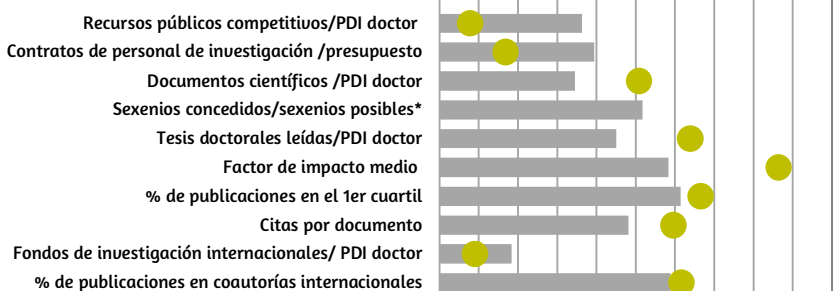 Recursos públicos competitivos/PDI doctor
Contratos de personal de investigación /presupuesto
Documentos científicos /PDI doctor
Sexenios concedidos/sexenios posibles*
Tesis doctorales leídas/PDI doctor
Factor de impacto medio
% de publicaciones en el 1er cuartil
Citas por documento
Fondos de investigación internacionales/ PDI doctor
% de publicaciones en coautorías internacionales